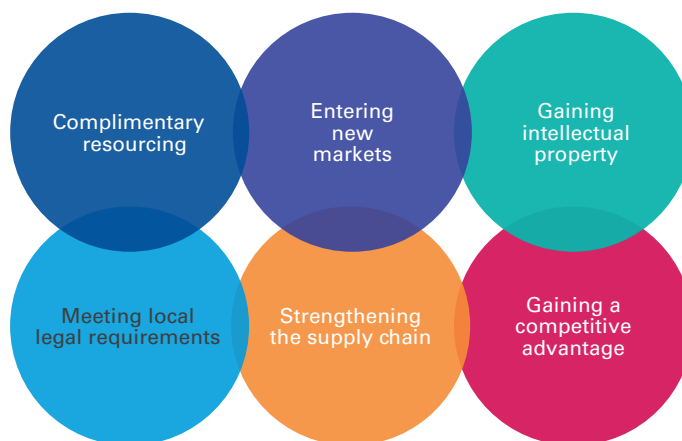 Complimentary
resourcing
Entering
new
markets
Gaining
intellectual
property
Meeting local
legal requirements
Strengthening
the supply chain
Gaining a
competitive
advantage